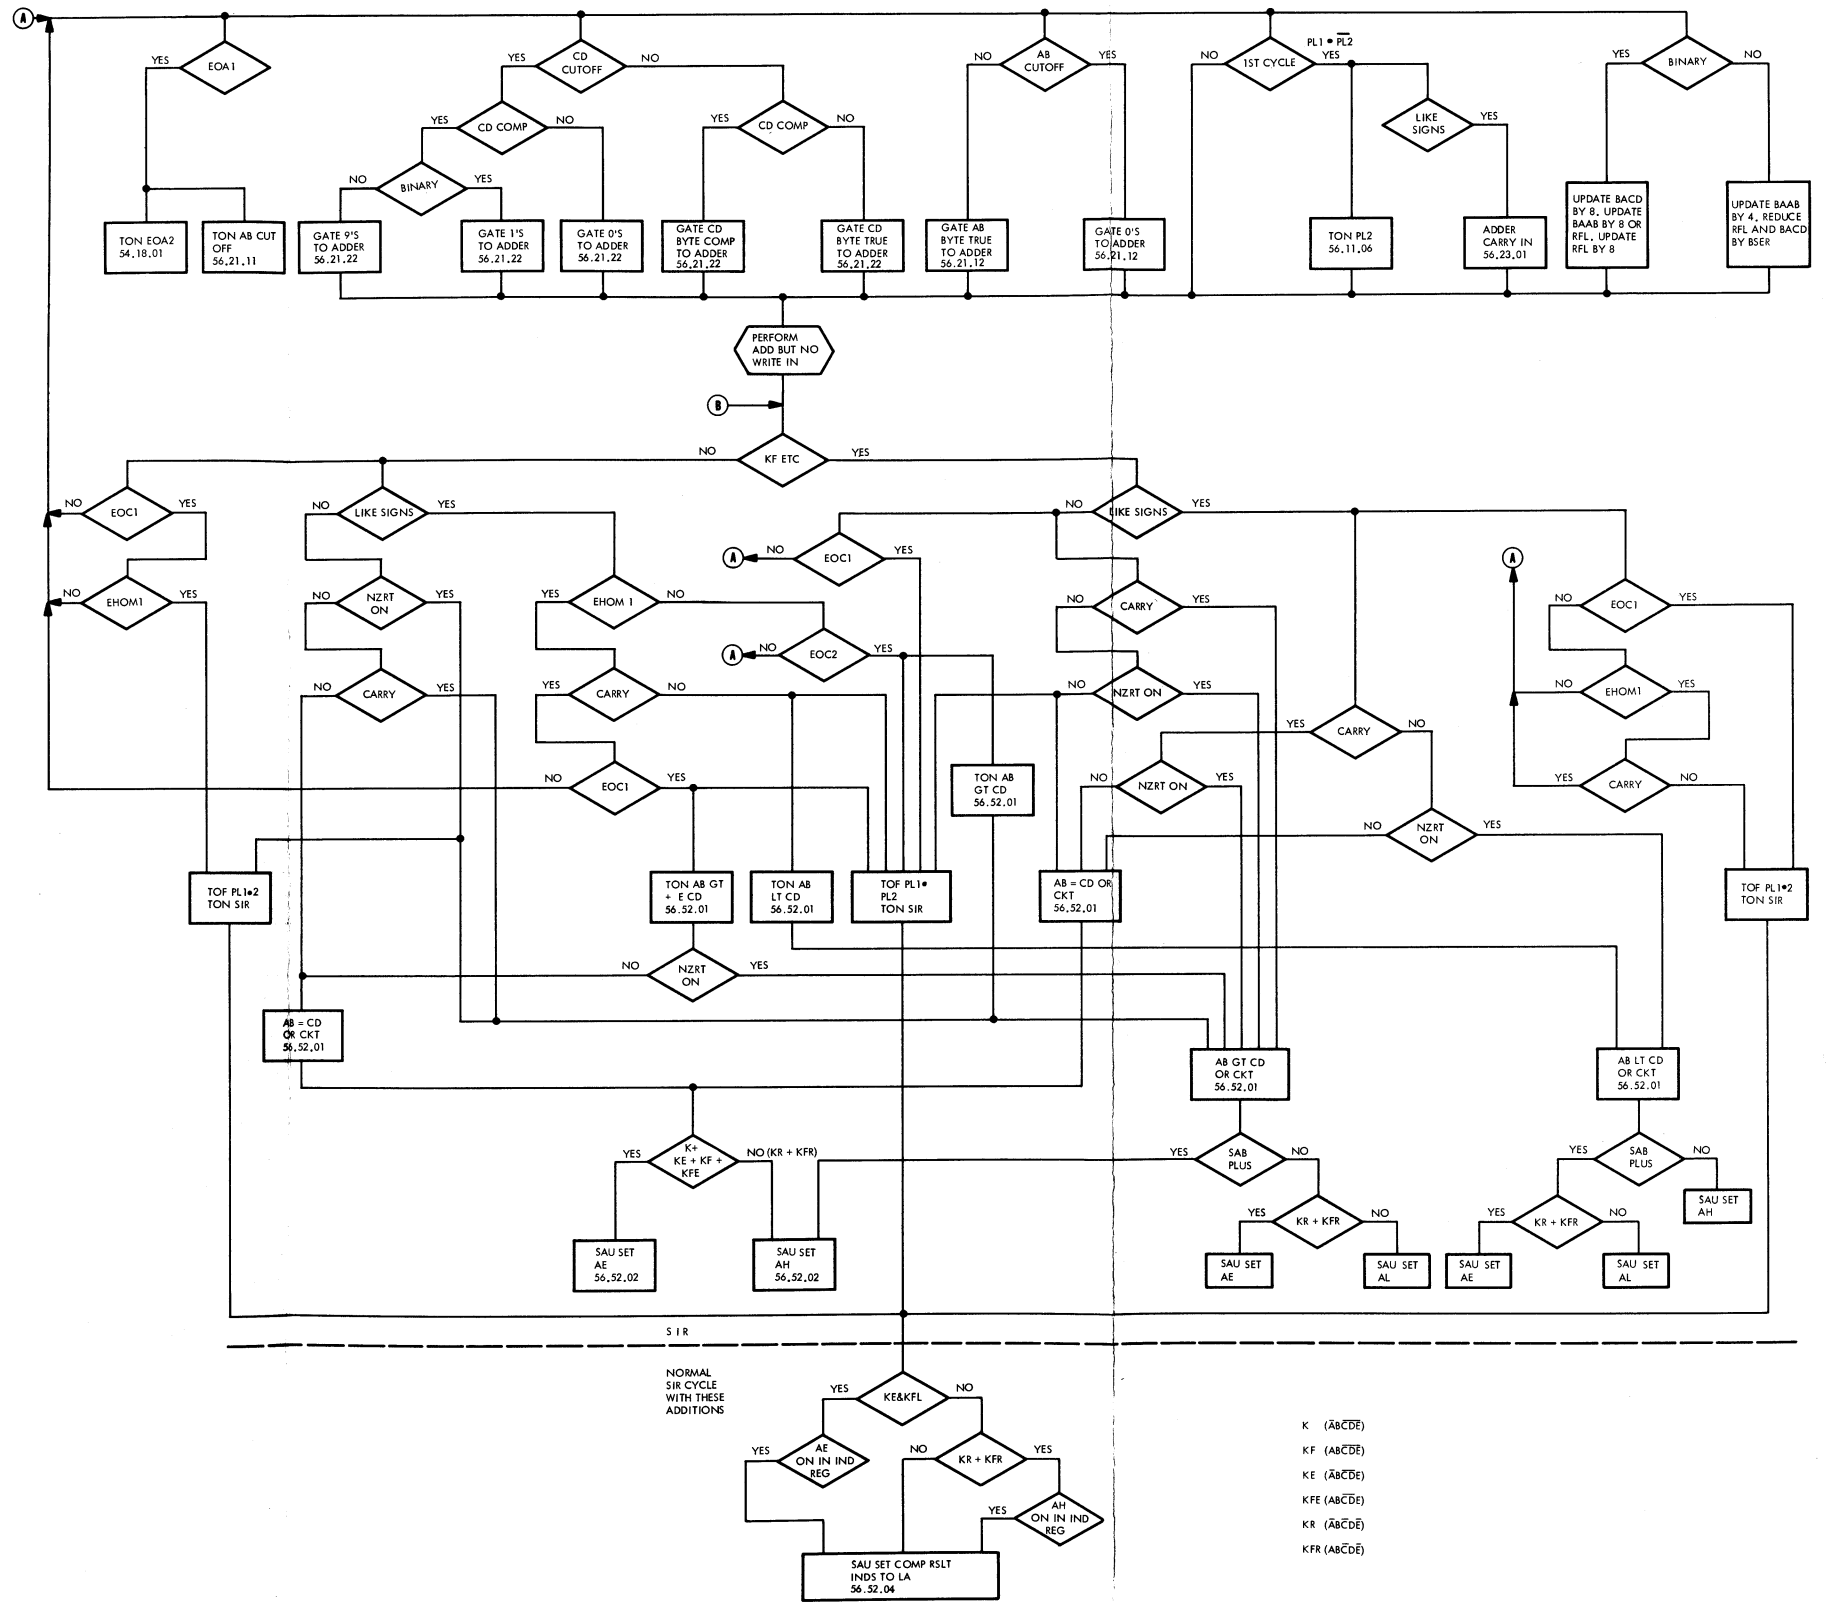 A
EOA1
YES
CD
CUTOFF
YES
NO
AB
CUTOFF
NO
YES
PL1 • PL̅2̅
1ST CYCLE
NO
YES
BINARY
YES
NO
CD COMP
YES
NO
CD COMP
YES
NO
LIKE
SIGNS
YES
BINARY
NO
YES
TON EOA2
54.18.01
TON AB CUT
OFF
56.21.11
GATE 9'S
TO ADDER
56.21.22
GATE 1'S
TO ADDER
56.21.22
GATE 0'S
TO ADDER
56.21.22
GATE CD
BYTE COMP
TO ADDER
56.21.22
GATE CD
BYTE TRUE
TO ADDER
56.21.22
GATE AB
BYTE TRUE
TO ADDER
56.21.12
GATE 0'S
TO ADDER
56.21.12
TON PL2
56.11.06
ADDER
CARRY IN
56.23.01
UPDATE BACD
BY 8. UPDATE
BAAB BY 8 OR
RFL. UPDATE
RFL BY 8
UPDATE BAAB
BY 4. REDUCE
RFL AND BACD
BY BSER
PERFORM
ADD BUT NO
WRITE IN
B
KF ETC
NO
YES
NO
EOC1
YES
NO
LIKE SIGNS
YES
NO
LIKE SIGNS
YES
A
NO
EOC1
YES
A
NO
EHOM1
YES
NO
NZRT
ON
YES
YES
EHOM 1
NO
NO
CARRY
YES
NO
EOC1
YES
A
NO
EOC2
YES
NO
CARRY
YES
YES
CARRY
NO
NO
NZRT ON
YES
NO
EHOM1
YES
YES
CARRY
NO
NO
EOC1
YES
TON AB
GT CD
56.52.01
NO
NZRT ON
YES
YES
CARRY
NO
NO
NZRT
ON
YES
TOF PL1•2
TON SIR
TON AB GT
+ E CD
56.52.01
TON AB
LT CD
56.52.01
TOF PL1•
PL2
TON SIR
AB = CD OR
CKT
56.52.01
TOF PL1•2
TON SIR
NO
NZRT
ON
YES
AB = CD
OR CKT
56.52.01
AB GT CD
OR CKT
56.52.01
AB LT CD
OR CKT
56.52.01
YES
K+
KE + KF +
KFE
NO (KR + KFR)
YES
SAB
PLUS
NO
YES
SAB
PLUS
NO
SAU SET
AH
YES
KR + KFR
NO
YES
KR + KFR
NO
SAU SET
AE
56.52.02
SAU SET
AH
56.52.02
SAU SET
AE
SAU SET
AL
SAU SET
AE
SAU SET
AL
SIR
NORMAL
SIR CYCLE
WITH THESE
ADDITIONS
YES
KE&KFL
NO
YES
AE
ON IN IND
REG
NO
KR + KFR
YES
YES
AH
ON IN IND
REG
SAU SET COMP RSLT
INDS TO LA
56.52.04
K (A̅BC̅D̅E̅)
KF (ABC̅D̅E̅)
KE (A̅BC̅D̅E)
KFE (ABC̅D̅E)
KR (A̅BC̅DE̅)
KFR (ABC̅DE̅)